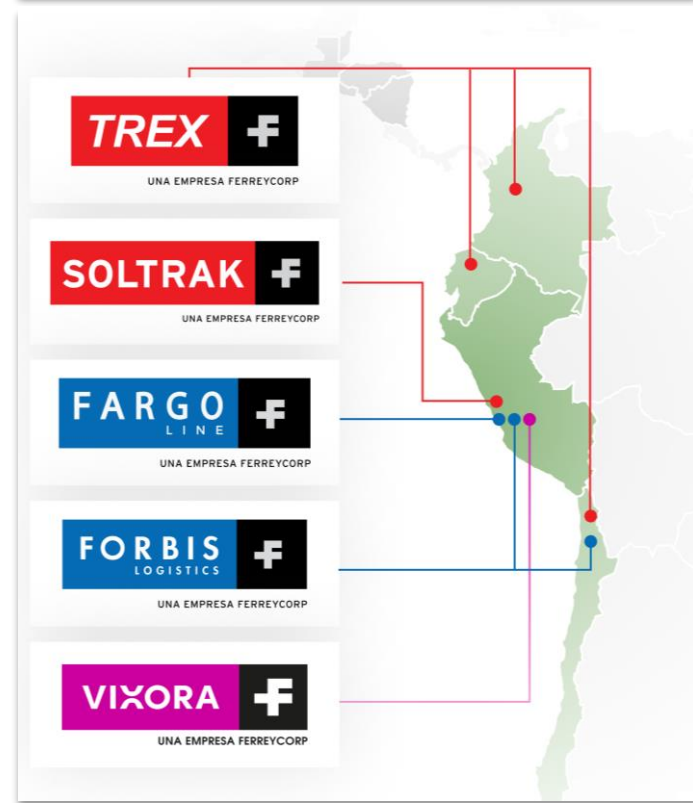 TREX
UNA EMPRESA FERREYCORP
SOLTRAK
UNA EMPRESA FERREYCORP
FARGO
LINE
UNA EMPRESA FERREYCORP
FORBIS
LOGISTICS
UNA EMPRESA FERREYCORP
VIXORA
UNA EMPRESA FERREYCORP